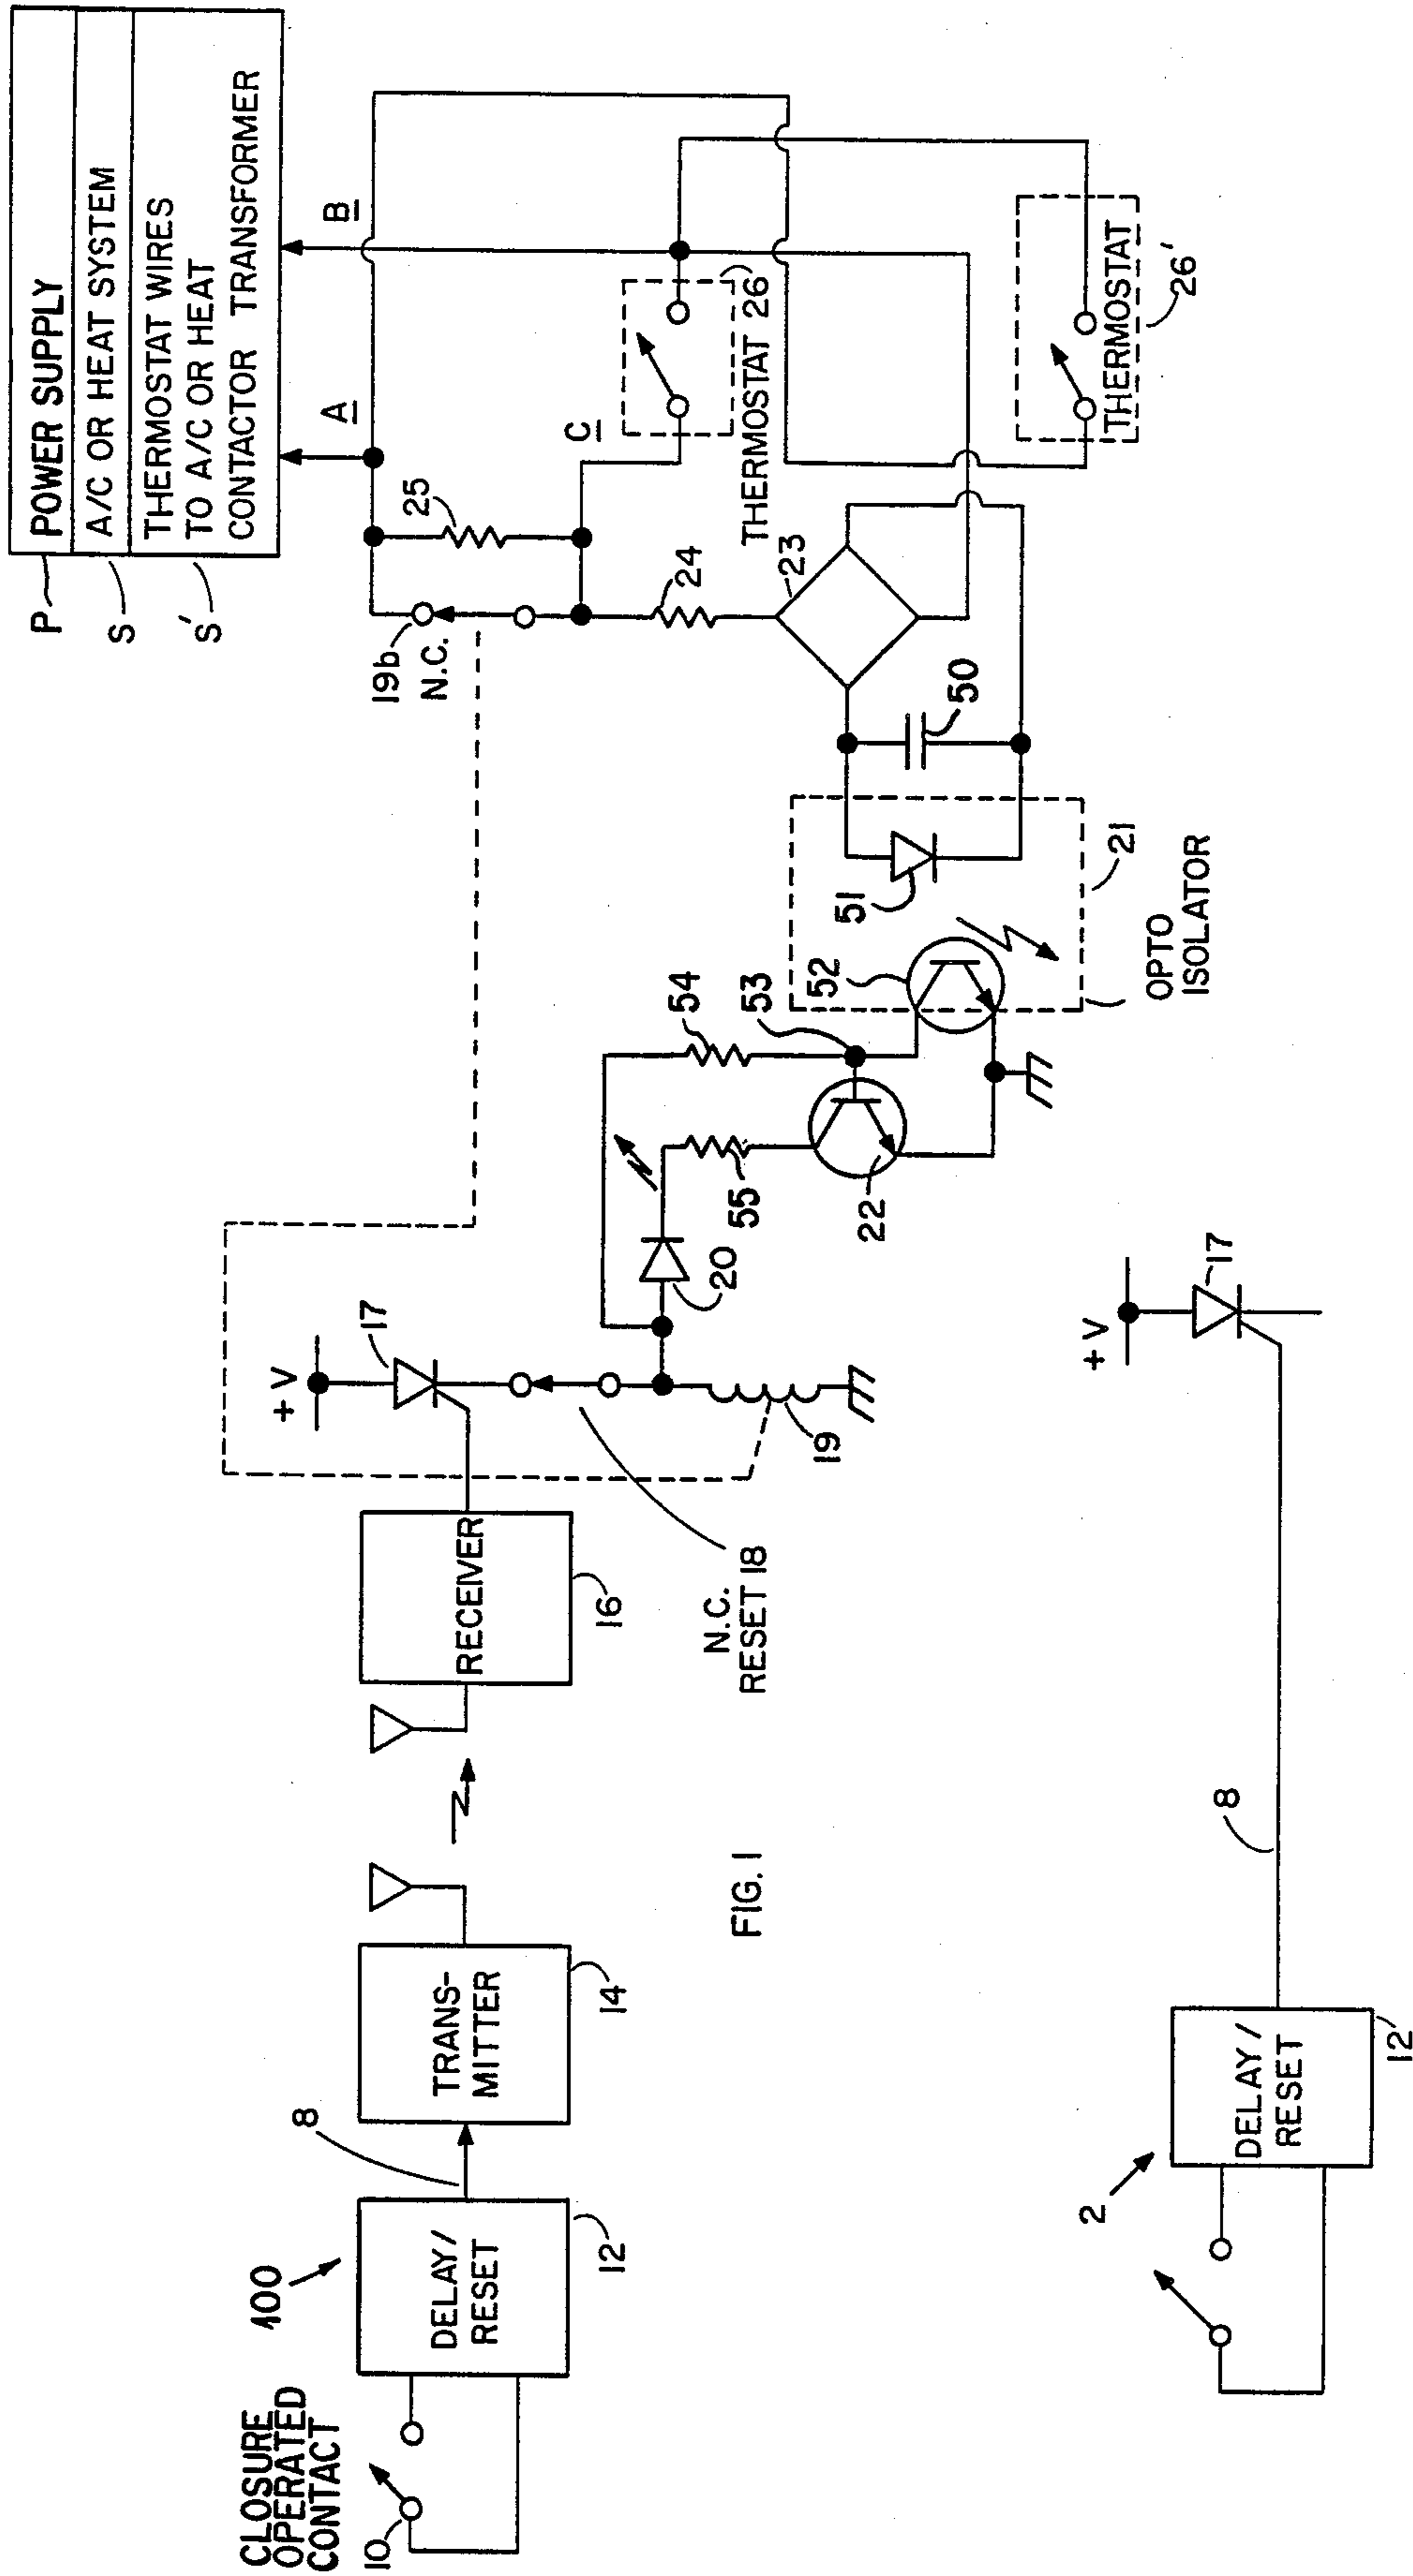 P
POWER SUPPLY
S
A/C OR HEAT SYSTEM
S'
THERMOSTAT WIRES
TO A/C OR HEAT
CONTACTOR TRANSFORMER
A
B
19b
N.C.
25
C
24
THERMOSTAT 26
23
50
THERMOSTAT
26'
51
52
21
OPTO
ISOLATOR
54
53
55
22
20
+V
17
19
RECEIVER
16
N.C.
RESET 18
+V
17
8
TRANS-
MITTER
14
FIG. 1
8
100
CLOSURE
OPERATED
CONTACT
10
DELAY/
RESET
12
2
DELAY/
RESET
12